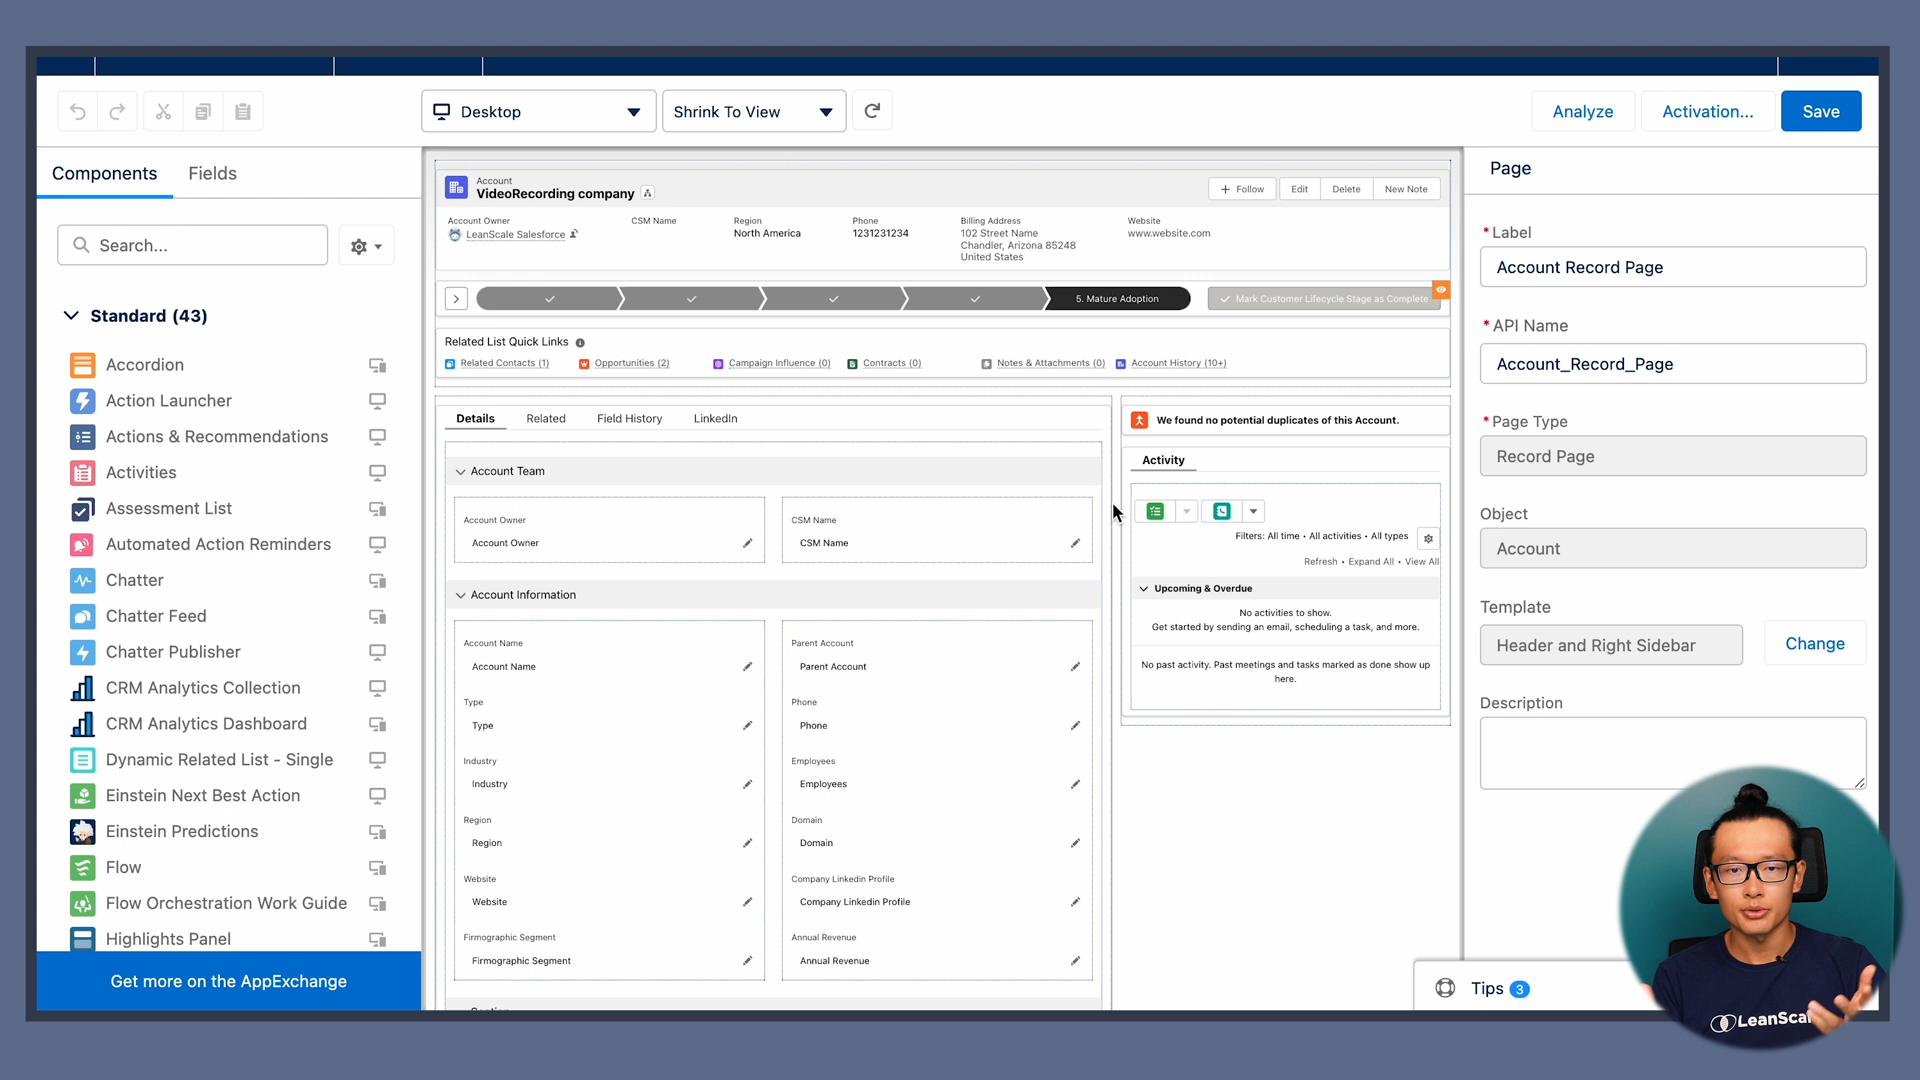 Desktop
Shrink To View
Analyze
Activation...
Save
Components
Fields
Search...
Standard (43)
Accordion
Action Launcher
Actions & Recommendations
Activities
Assessment List
Automated Action Reminders
Chatter
Chatter Feed
Chatter Publisher
CRM Analytics Collection
CRM Analytics Dashboard
Dynamic Related List - Single
Einstein Next Best Action
Einstein Predictions
Flow
Flow Orchestration Work Guide
Highlights Panel
Get more on the AppExchange
Account
VideoRecording company
+ Follow
Edit
Delete
New Note
Account Owner
LeanScale Salesforce
CSM Name
Region
North America
Phone
1231231234
Billing Address
102 Street Name
Chandler, Arizona 85248
United States
Website
www.website.com
5. Mature Adoption
Mark Customer Lifecycle Stage as Complete
Related List Quick Links
Related Contacts (1)
Opportunities (2)
Campaign Influence (0)
Contracts (0)
Notes & Attachments (0)
Account History (10+)
Details
Related
Field History
LinkedIn
Account Team
Account Owner
Account Owner
CSM Name
CSM Name
Account Information
Account Name
Account Name
Parent Account
Parent Account
Type
Type
Phone
Phone
Industry
Industry
Employees
Employees
Region
Region
Domain
Domain
Website
Website
Company Linkedin Profile
Company Linkedin Profile
Firmographic Segment
Firmographic Segment
Annual Revenue
Annual Revenue
We found no potential duplicates of this Account.
Activity
Filters: All time • All activities • All types
Refresh • Expand All • View All
Upcoming & Overdue
No activities to show.
Get started by sending an email, scheduling a task, and more.
No past activity. Past meetings and tasks marked as done show up
here.
Page
* Label
Account Record Page
* API Name
Account_Record_Page
* Page Type
Record Page
Object
Account
Template
Header and Right Sidebar
Change
Description
Tips 3
LeanSca